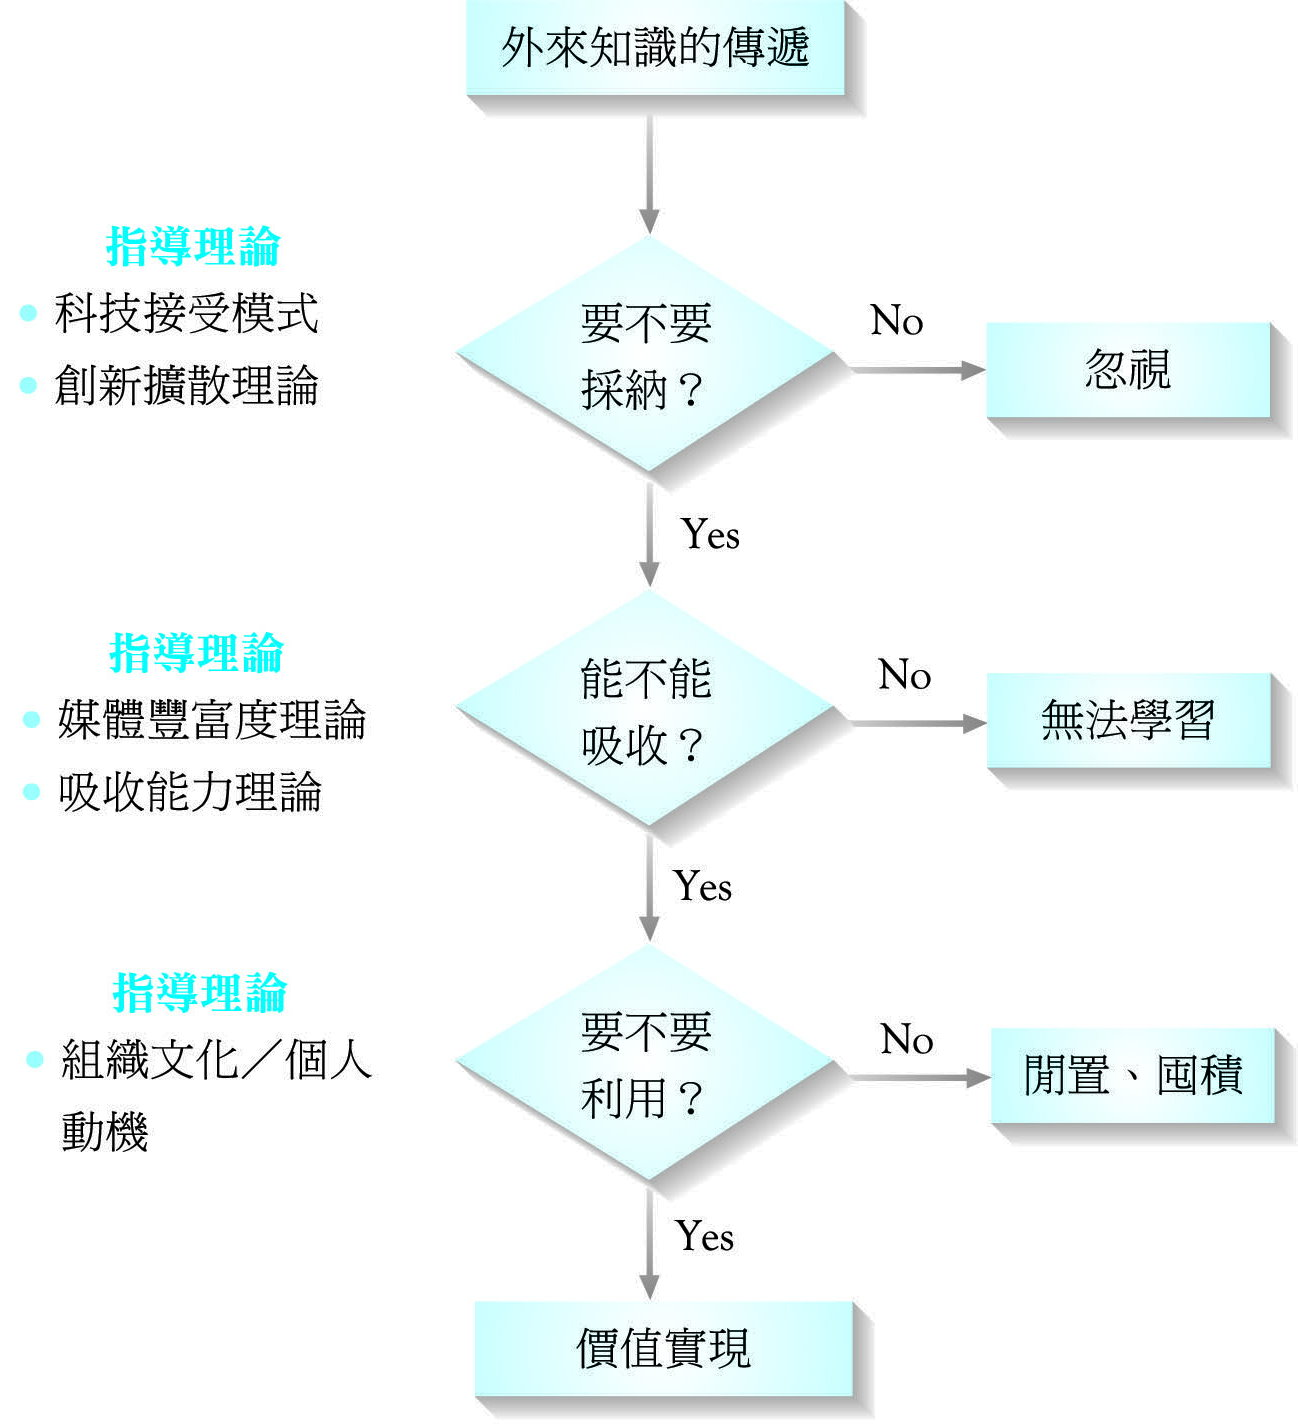 外來知識的傳遞
指導理論
科技接受模式
創新擴散理論
要不要
採納？
No
忽視
Yes
指導理論
媒體豐富度理論
吸收能力理論
能不能
吸收？
No
無法學習
Yes
指導理論
組織文化／個人
動機
要不要
利用？
No
閒置、囤積
Yes
價值實現